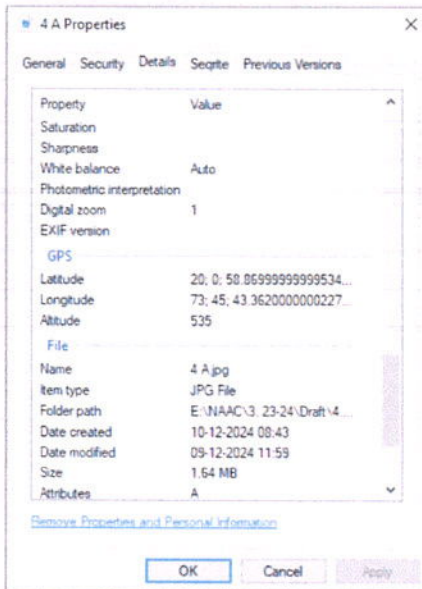 4 A Properties
General Security Details Seqrite Previous Versions
Property Value
Saturation
Sharpness
White balance Auto
Photometric interpretation
Digital zoom 1
EXIF version
GPS
Latitude 20; 0; 58.86999999999534...
Longitude 73; 45; 43.3620000000227...
Altitude 535
File
Name 4 A.jpg
Item type JPG File
Folder path E:\NAAC\3. 23-24\Draft\4...
Date created 10-12-2024 08:43
Date modified 09-12-2024 11:59
Size 1.64 MB
Attributes A
Remove Properties and Personal Information
OK Cancel Apply